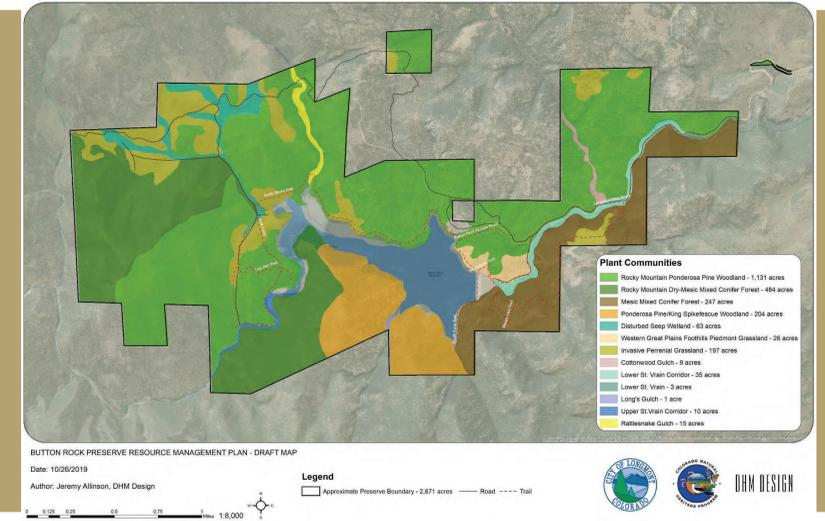 Plant Communities
Rocky Mountain Ponderosa Pine Woodland - 1,131 acres
Rocky Mountain Dry-Mesic Mixed Conifer Forest - 484 acres
Mesic Mixed Conifer Forest - 247 acres
Ponderosa Pine/King Spikefescue Woodland - 204 acres
Disturbed Seep Wetland - 63 acres
Western Great Plains Foothills Piedmont Grassland - 26 acres
Invasive Perrenial Grassland - 197 acres
Cottonwood Gulch - 9 acres
Lower St. Vrain Corridor - 35 acres
Lower St. Vrain - 3 acres
Long's Gulch - 1 acre
Upper St.Vrain Corridor - 10 acres
Rattlesnake Gulch - 15 acres
BUTTON ROCK PRESERVE RESOURCE MANAGEMENT PLAN - DRAFT MAP
Date: 10/26/2019
Author: Jeremy Allinson, DHM Design
0 0.125 0.25 0.5 0.75 1
Miles 1:8,000
Legend
Approximate Preserve Boundary - 2,671 acres Road Trail
CITY OF LONGMONT
COLORADO
COLORADO NATURAL
HERITAGE PROGRAM
DHM DESIGN